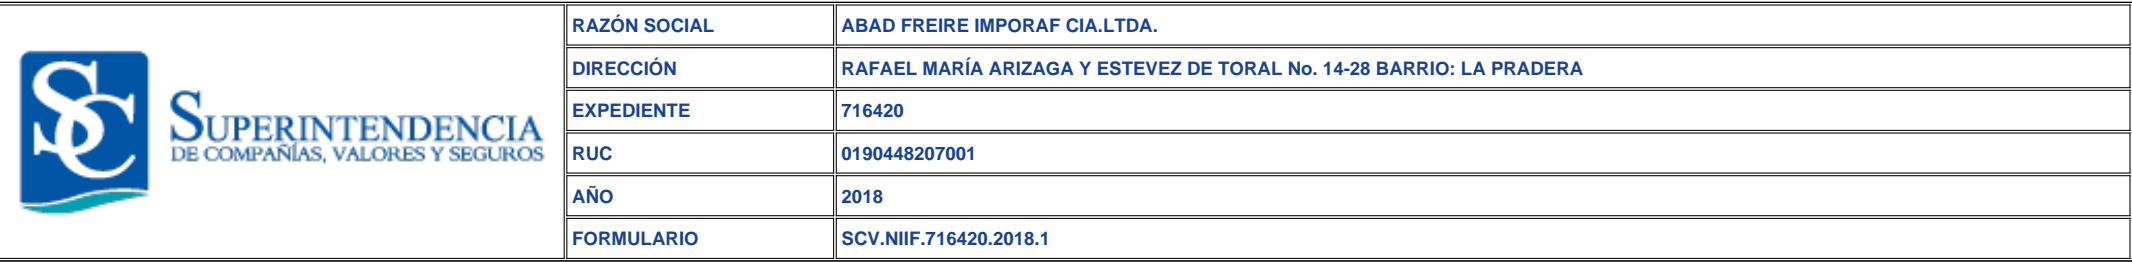 SC
SUPERINTENDENCIA
DE COMPAÑÍAS, VALORES Y SEGUROS
RAZÓN SOCIAL ABAD FREIRE IMPORAF CIA.LTDA.
DIRECCIÓN RAFAEL MARÍA ARIZAGA Y ESTEVEZ DE TORAL No. 14-28 BARRIO: LA PRADERA
EXPEDIENTE 716420
RUC 0190448207001
AÑO 2018
FORMULARIO SCV.NIIF.716420.2018.1